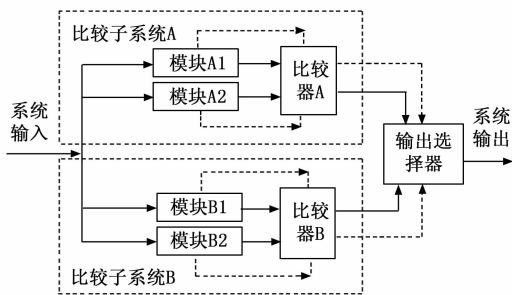 比较子系统A
模块A1
模块A2
比较
器A
系统
输入
输出选
择器
系统
输出
模块B1
模块B2
比较
器B
比较子系统B